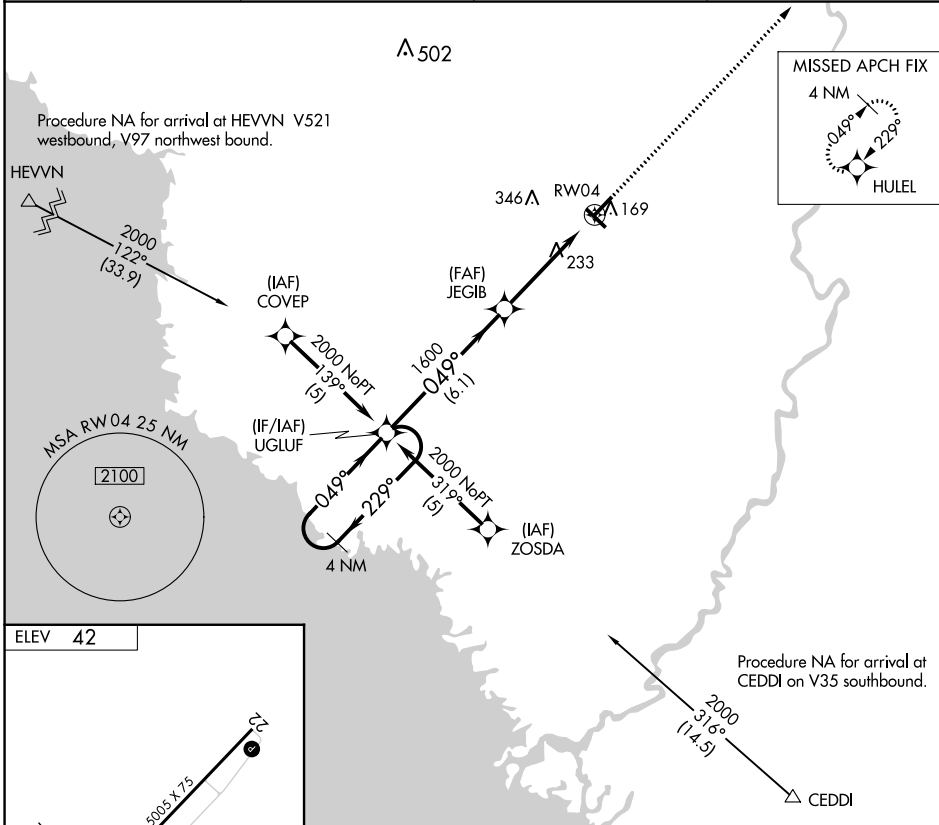 502
MISSED APCH FIX
4 NM
049°
229°
HULEL
Procedure NA for arrival at HEVVN V521
westbound, V97 northwest bound.
HEVVN
2000
122°
(33.9)
346
RW04
169
233
(FAF)
JEGIB
(IAF)
COVEP
2000 NoPT
139°
(5)
1600
049°
(6.1)
(IF/IAF)
UGLUF
MSA RW04 25 NM
2100
049°
229°
4 NM
2000 NoPT
319°
(5)
(IAF)
ZOSDA
ELEV 42
22
P
5005 X 75
Procedure NA for arrival at
CEDDI on V35 southbound.
2000
316°
(14.5)
CEDDI